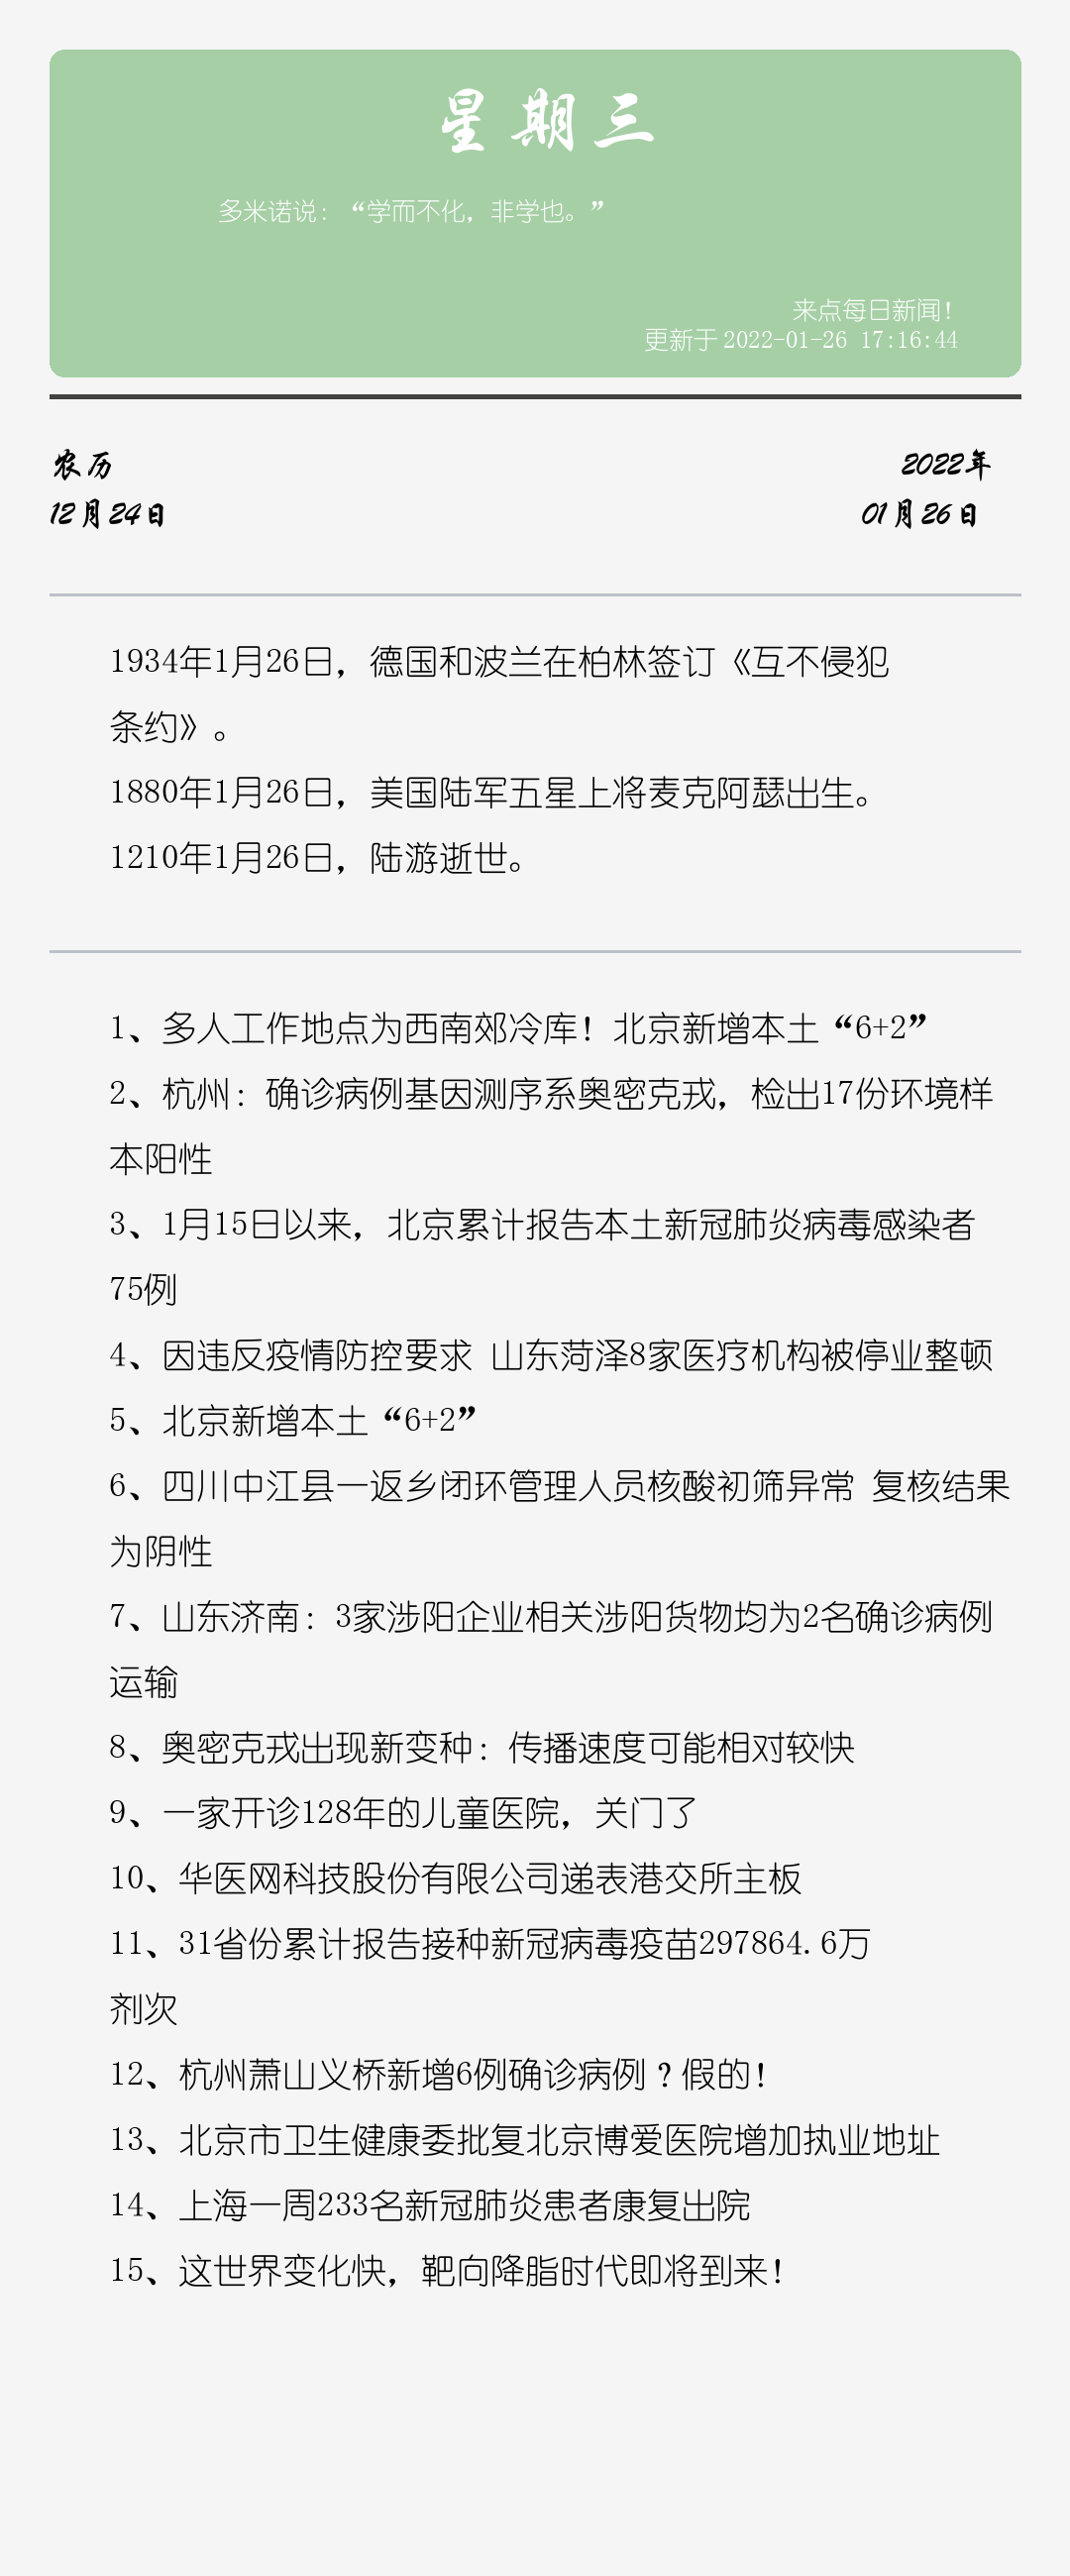 星期三
多米诺说：“学而不化，非学也。”
来点每日新闻！
更新于 2022-01-26 17:16:44
农历
2022年
12月24日
01月26日
1934年1月26日，德国和波兰在柏林签订《互不侵犯
条约》。
1880年1月26日，美国陆军五星上将麦克阿瑟出生。
1210年1月26日，陆游逝世。
1、多人工作地点为西南郊冷库！北京新增本土“6+2”
2、杭州：确诊病例基因测序系奥密克戎，检出17份环境样
本阳性
3、1月15日以来，北京累计报告本土新冠肺炎病毒感染者
75例
4、因违反疫情防控要求 山东菏泽8家医疗机构被停业整顿
5、北京新增本土“6+2”
6、四川中江县一返乡闭环管理人员核酸初筛异常 复核结果
为阴性
7、山东济南：3家涉阳企业相关涉阳货物均为2名确诊病例
运输
8、奥密克戎出现新变种：传播速度可能相对较快
9、一家开诊128年的儿童医院，关门了
10、华医网科技股份有限公司递表港交所主板
11、31省份累计报告接种新冠病毒疫苗297864.6万
剂次
12、杭州萧山义桥新增6例确诊病例？假的！
13、北京市卫生健康委批复北京博爱医院增加执业地址
14、上海一周233名新冠肺炎患者康复出院
15、这世界变化快，靶向降脂时代即将到来！